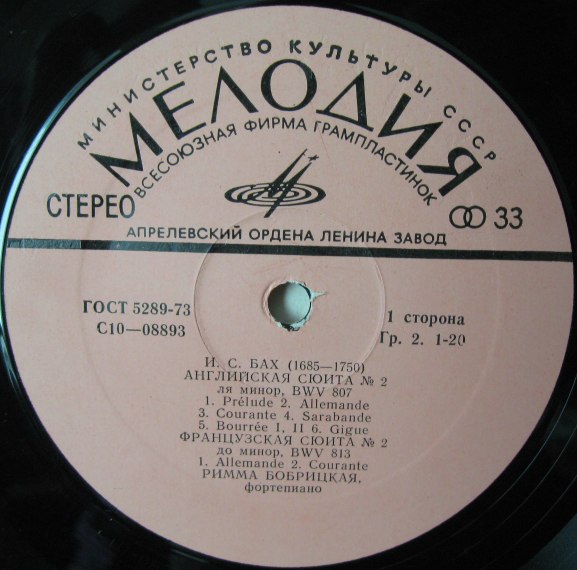 МИНИСТЕРСТВО КУЛЬТУРЫ СССР
МЕЛОДИЯ
ВСЕСОЮЗНАЯ ФИРМА ГРАМПЛАСТИНОК
СТЕРЕО
33
АПРЕЛЕВСКИЙ ОРДЕНА ЛЕНИНА ЗАВОД
ГОСТ 5289-73
С10—08893
1 сторона
Гр. 2. 1-20
И. С. БАХ (1685—1750)
АНГЛИЙСКАЯ СЮИТА № 2
ля минор, BWV 807
1. Prélude 2. Allemande
3. Courante 4. Sarabande
5. Bourrée I, II 6. Gigue
ФРАНЦУЗСКАЯ СЮИТА № 2
до минор, BWV 813
1. Allemande 2. Courante
РИММА БОБРИЦКАЯ,
фортепиано